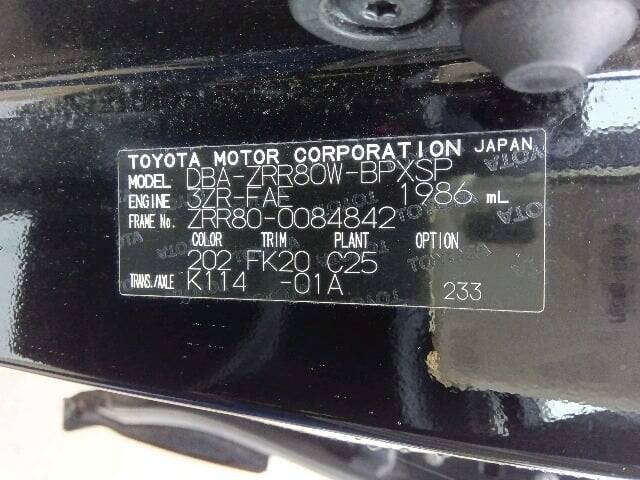 TOYOTA MOTOR CORPORATION JAPAN
MODEL DBA-ZRR80W-BPXSP
ENGINE 3ZR-FAE 1986 mL
FRAME No. ZRR80-0084842
COLOR TRIM PLANT OPTION
202 FK20 C25
TRANS./AXLE K114 -01A 233